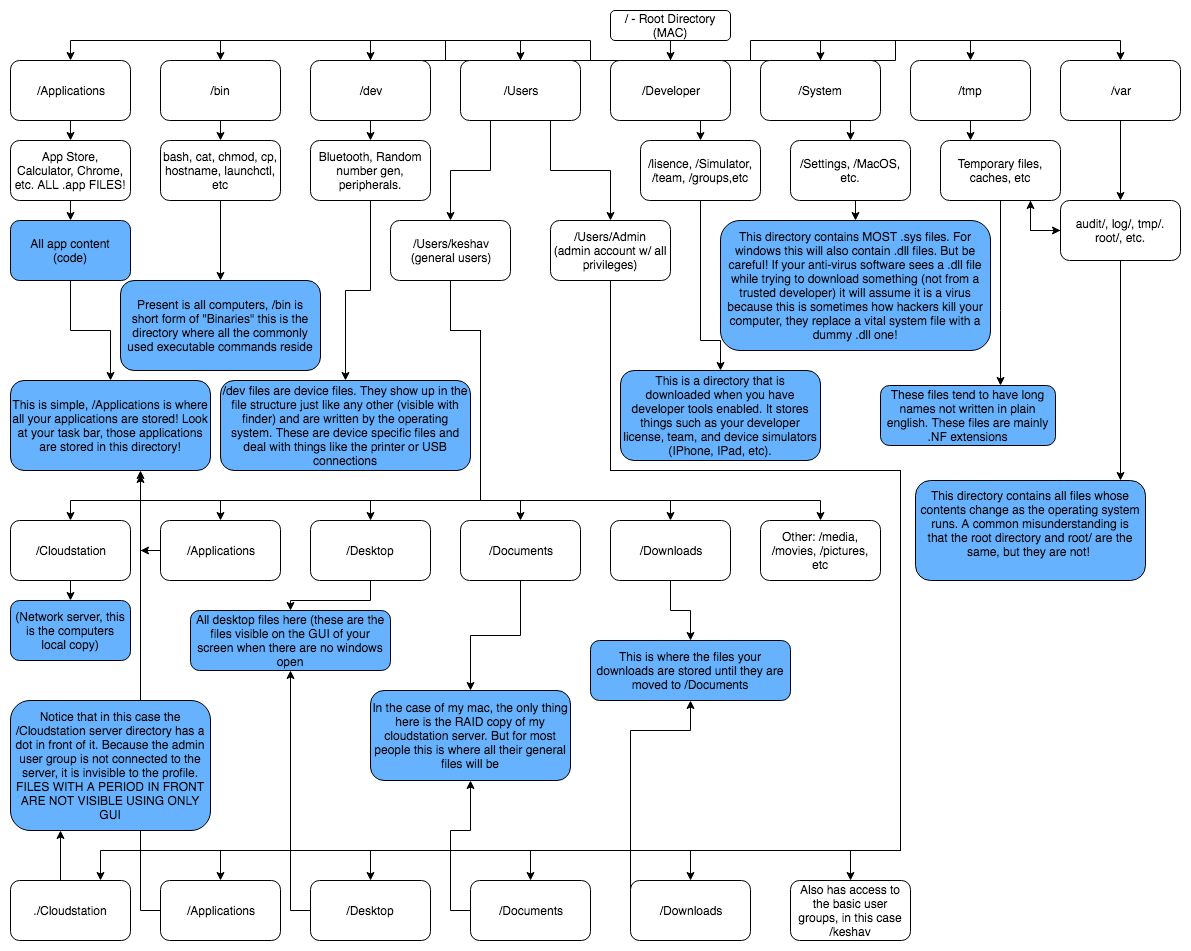 / - Root Directory
(MAC)
/Applications
/bin
/dev
/Users
/Developer
/System
/tmp
/var
App Store,
Calculator, Chrome,
etc. ALL .app FILES!
bash, cat, chmod, cp,
hostname, launchctl,
etc
Bluetooth, Random
number gen,
peripherals.
/lisence, /Simulator,
/team, /groups,etc
/Settings, /MacOS,
etc.
Temporary files,
caches, etc
audit/, log/, tmp/.
root/, etc.
All app content
(code)
/Users/keshav
(general users)
/Users/Admin
(admin account w/ all
privileges)
This directory contains MOST .sys files. For
windows this will also contain .dll files. But be
careful! If your anti-virus software sees a .dll file
while trying to download something (not from a
trusted developer) it will assume it is a virus
because this is sometimes how hackers kill your
computer, they replace a vital system file with a
dummy .dll one!
Present is all computers, /bin is
short form of "Binaries" this is the
directory where all the commonly
used executable commands reside
This is simple, /Applications is where
all your applications are stored! Look
at your task bar, those applications
are stored in this directory!
/dev files are device files. They show up in the
file structure just like any other (visible with
finder) and are written by the operating
system. These are device specific files and
deal with things like the printer or USB
connections
This is a directory that is
downloaded when you have
developer tools enabled. It stores
things such as your developer
license, team, and device simulators
(IPhone, IPad, etc).
These files tend to have long
names not written in plain
english. These files are mainly
.NF extensions
This directory contains all files whose
contents change as the operating system
runs. A common misunderstanding is
that the root directory and root/ are the
same, but they are not!
/Cloudstation
/Applications
/Desktop
/Documents
/Downloads
Other: /media,
/movies, /pictures,
etc
(Network server, this
is the computers
local copy)
All desktop files here (these are the
files visible on the GUI of your
screen when there are no windows
open
This is where the files your
downloads are stored until they are
moved to /Documents
In the case of my mac, the only thing
here is the RAID copy of my
cloudstation server. But for most
people this is where all their general
files will be
Notice that in this case the
/Cloudstation server directory has a
dot in front of it. Because the admin
user group is not connected to the
server, it is invisible to the profile.
FILES WITH A PERIOD IN FRONT
ARE NOT VISIBLE USING ONLY
GUI
./Cloudstation
/Applications
/Desktop
/Documents
/Downloads
Also has access to
the basic user
groups, in this case
/keshav